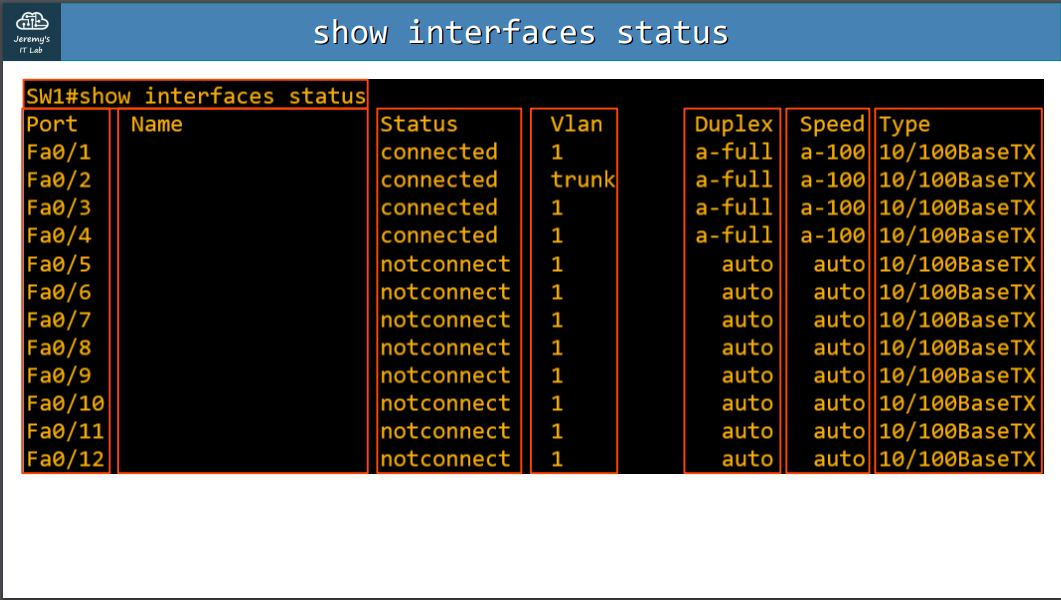 Jeremy's
IT Lab
show interfaces status
SW1#show interfaces status
Port Name Status Vlan Duplex Speed Type
Fa0/1 connected 1 a-full a-100 10/100BaseTX
Fa0/2 connected trunk a-full a-100 10/100BaseTX
Fa0/3 connected 1 a-full a-100 10/100BaseTX
Fa0/4 connected 1 a-full a-100 10/100BaseTX
Fa0/5 notconnect 1 auto auto 10/100BaseTX
Fa0/6 notconnect 1 auto auto 10/100BaseTX
Fa0/7 notconnect 1 auto auto 10/100BaseTX
Fa0/8 notconnect 1 auto auto 10/100BaseTX
Fa0/9 notconnect 1 auto auto 10/100BaseTX
Fa0/10 notconnect 1 auto auto 10/100BaseTX
Fa0/11 notconnect 1 auto auto 10/100BaseTX
Fa0/12 notconnect 1 auto auto 10/100BaseTX